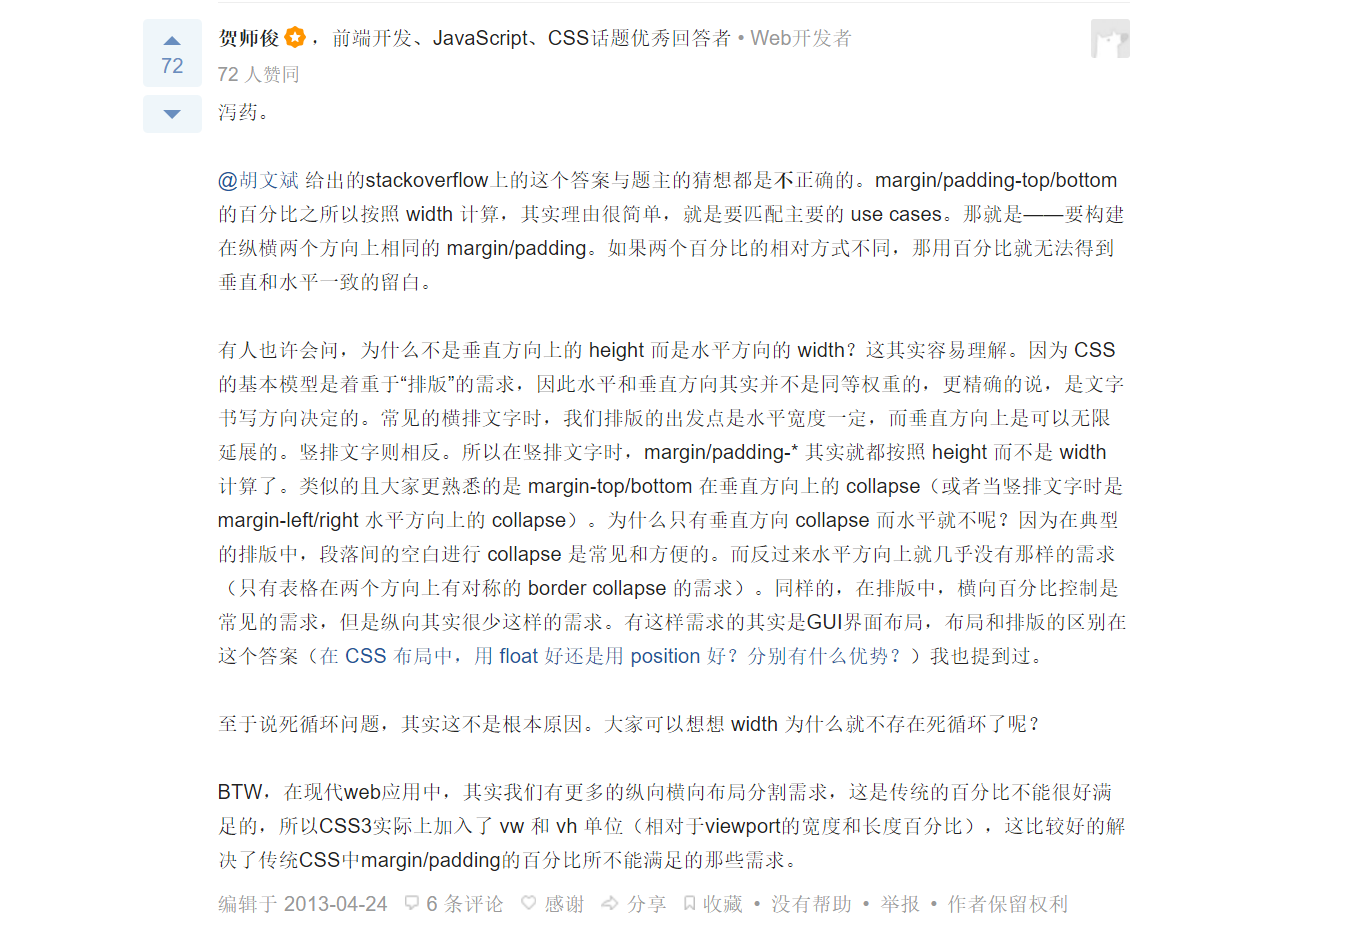 贺师俊 ，前端开发、JavaScript、CSS话题优秀回答者 • Web开发者
72
72 人赞同
泻药。
@胡文斌 给出的stackoverflow上的这个答案与题主的猜想都是不正确的。margin/padding-top/bottom
的百分比之所以按照 width 计算，其实理由很简单，就是要匹配主要的 use cases。那就是——要构建
在纵横两个方向上相同的 margin/padding。如果两个百分比的相对方式不同，那用百分比就无法得到
垂直和水平一致的留白。
有人也许会问，为什么不是垂直方向上的 height 而是水平方向的 width？这其实容易理解。因为 CSS
的基本模型是着重于“排版”的需求，因此水平和垂直方向其实并不是同等权重的，更精确的说，是文字
书写方向决定的。常见的横排文字时，我们排版的出发点是水平宽度一定，而垂直方向上是可以无限
延展的。竖排文字则相反。所以在竖排文字时，margin/padding-* 其实就都按照 height 而不是 width
计算了。类似的且大家更熟悉的是 margin-top/bottom 在垂直方向上的 collapse（或者当竖排文字时是
margin-left/right 水平方向上的 collapse）。为什么只有垂直方向 collapse 而水平就不呢？因为在典型
的排版中，段落间的空白进行 collapse 是常见和方便的。而反过来水平方向上就几乎没有那样的需求
（只有表格在两个方向上有对称的 border collapse 的需求）。同样的，在排版中，横向百分比控制是
常见的需求，但是纵向其实很少这样的需求。有这样需求的其实是GUI界面布局，布局和排版的区别在
这个答案（在 CSS 布局中，用 float 好还是用 position 好？分别有什么优势？）我也提到过。
至于说死循环问题，其实这不是根本原因。大家可以想想 width 为什么就不存在死循环了呢？
BTW，在现代web应用中，其实我们有更多的纵向横向布局分割需求，这是传统的百分比不能很好满
足的，所以CSS3实际上加入了 vw 和 vh 单位（相对于viewport的宽度和长度百分比），这比较好的解
决了传统CSS中margin/padding的百分比所不能满足的那些需求。
编辑于 2013-04-24 6 条评论 感谢 分享 收藏 • 没有帮助 • 举报 • 作者保留权利